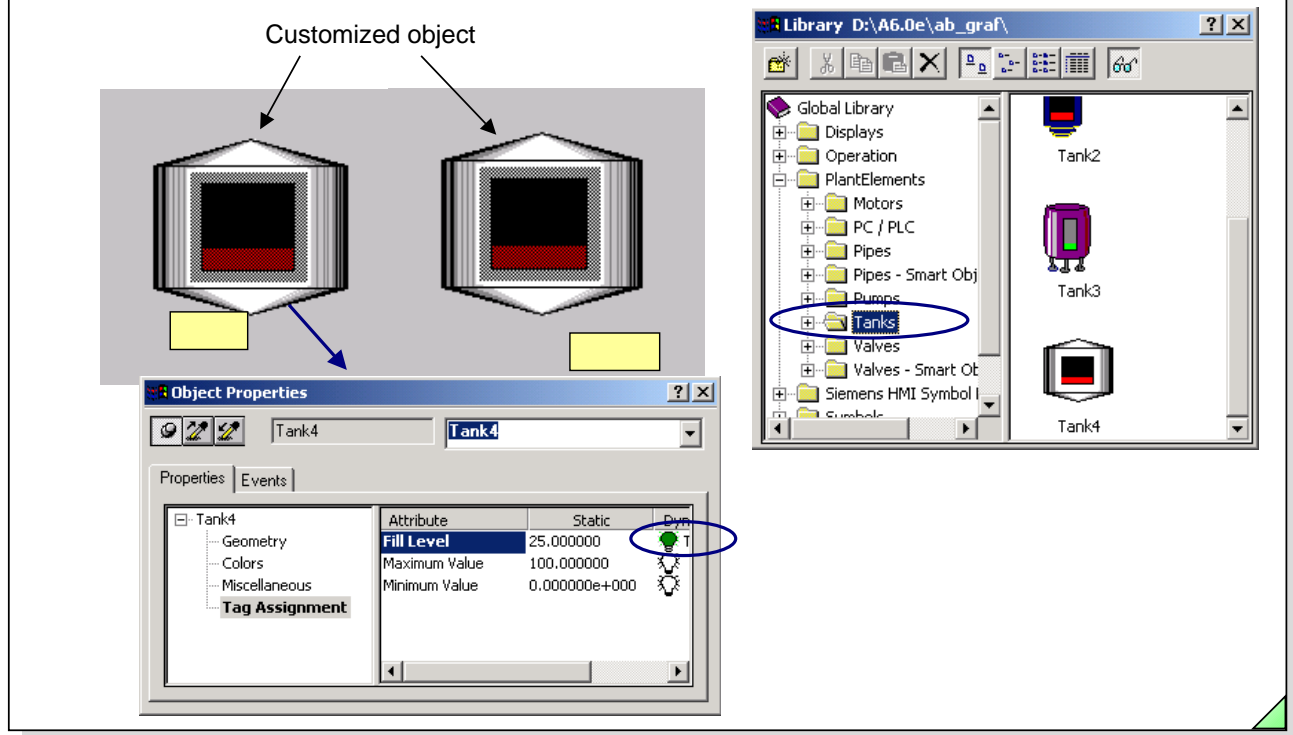 Customized object
Library D:\A6.0e\ab_graf\
Global Library
Displays
Operation
PlantElements
Motors
PC / PLC
Pipes
Pipes - Smart Obj
Pumps
Tanks
Valves
Valves - Smart Ob
Siemens HMI Symbol
Symbols
Tank2
Tank3
Tank4
Object Properties
Tank4 Tank4
Properties Events
Tank4
Geometry
Colors
Miscellaneous
Tag Assignment
Attribute Static Dyn
Fill Level 25.000000 T
Maximum Value 100.000000
Minimum Value 0.000000e+000